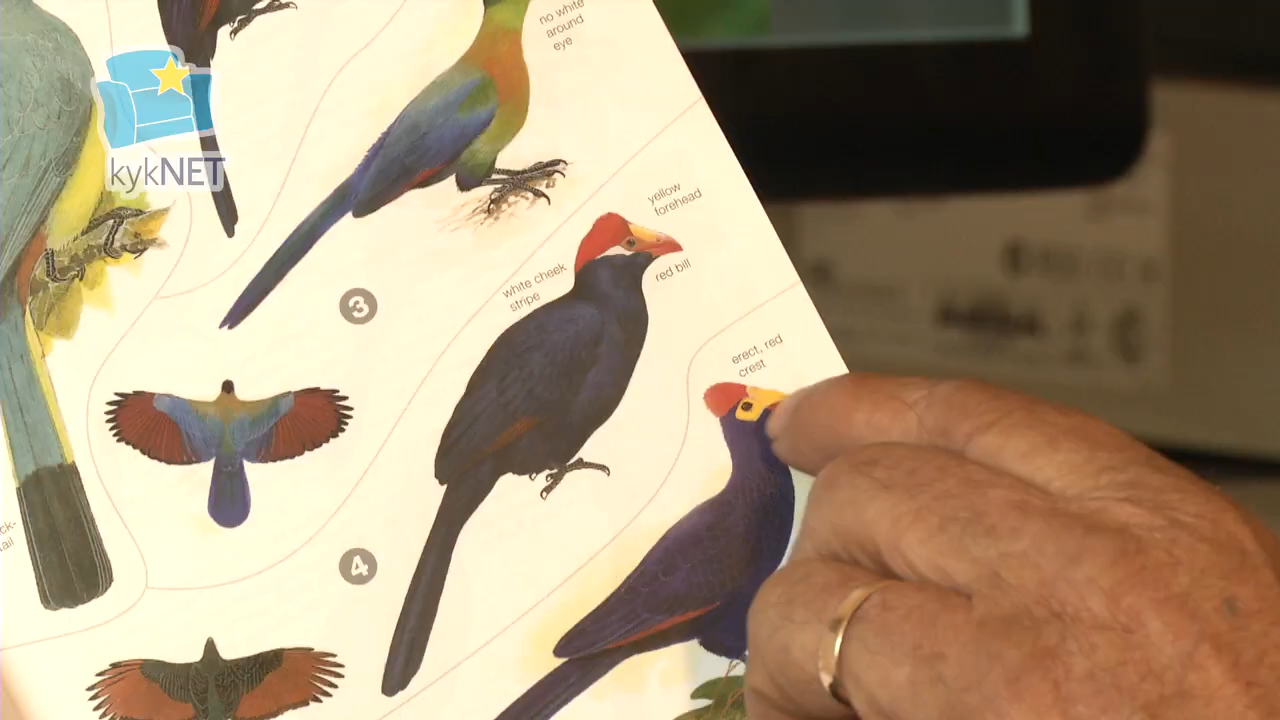 no white
around
eye
kykNET
yellow
forehead
white cheek
stripe
red bill
3
erect, red
crest
4